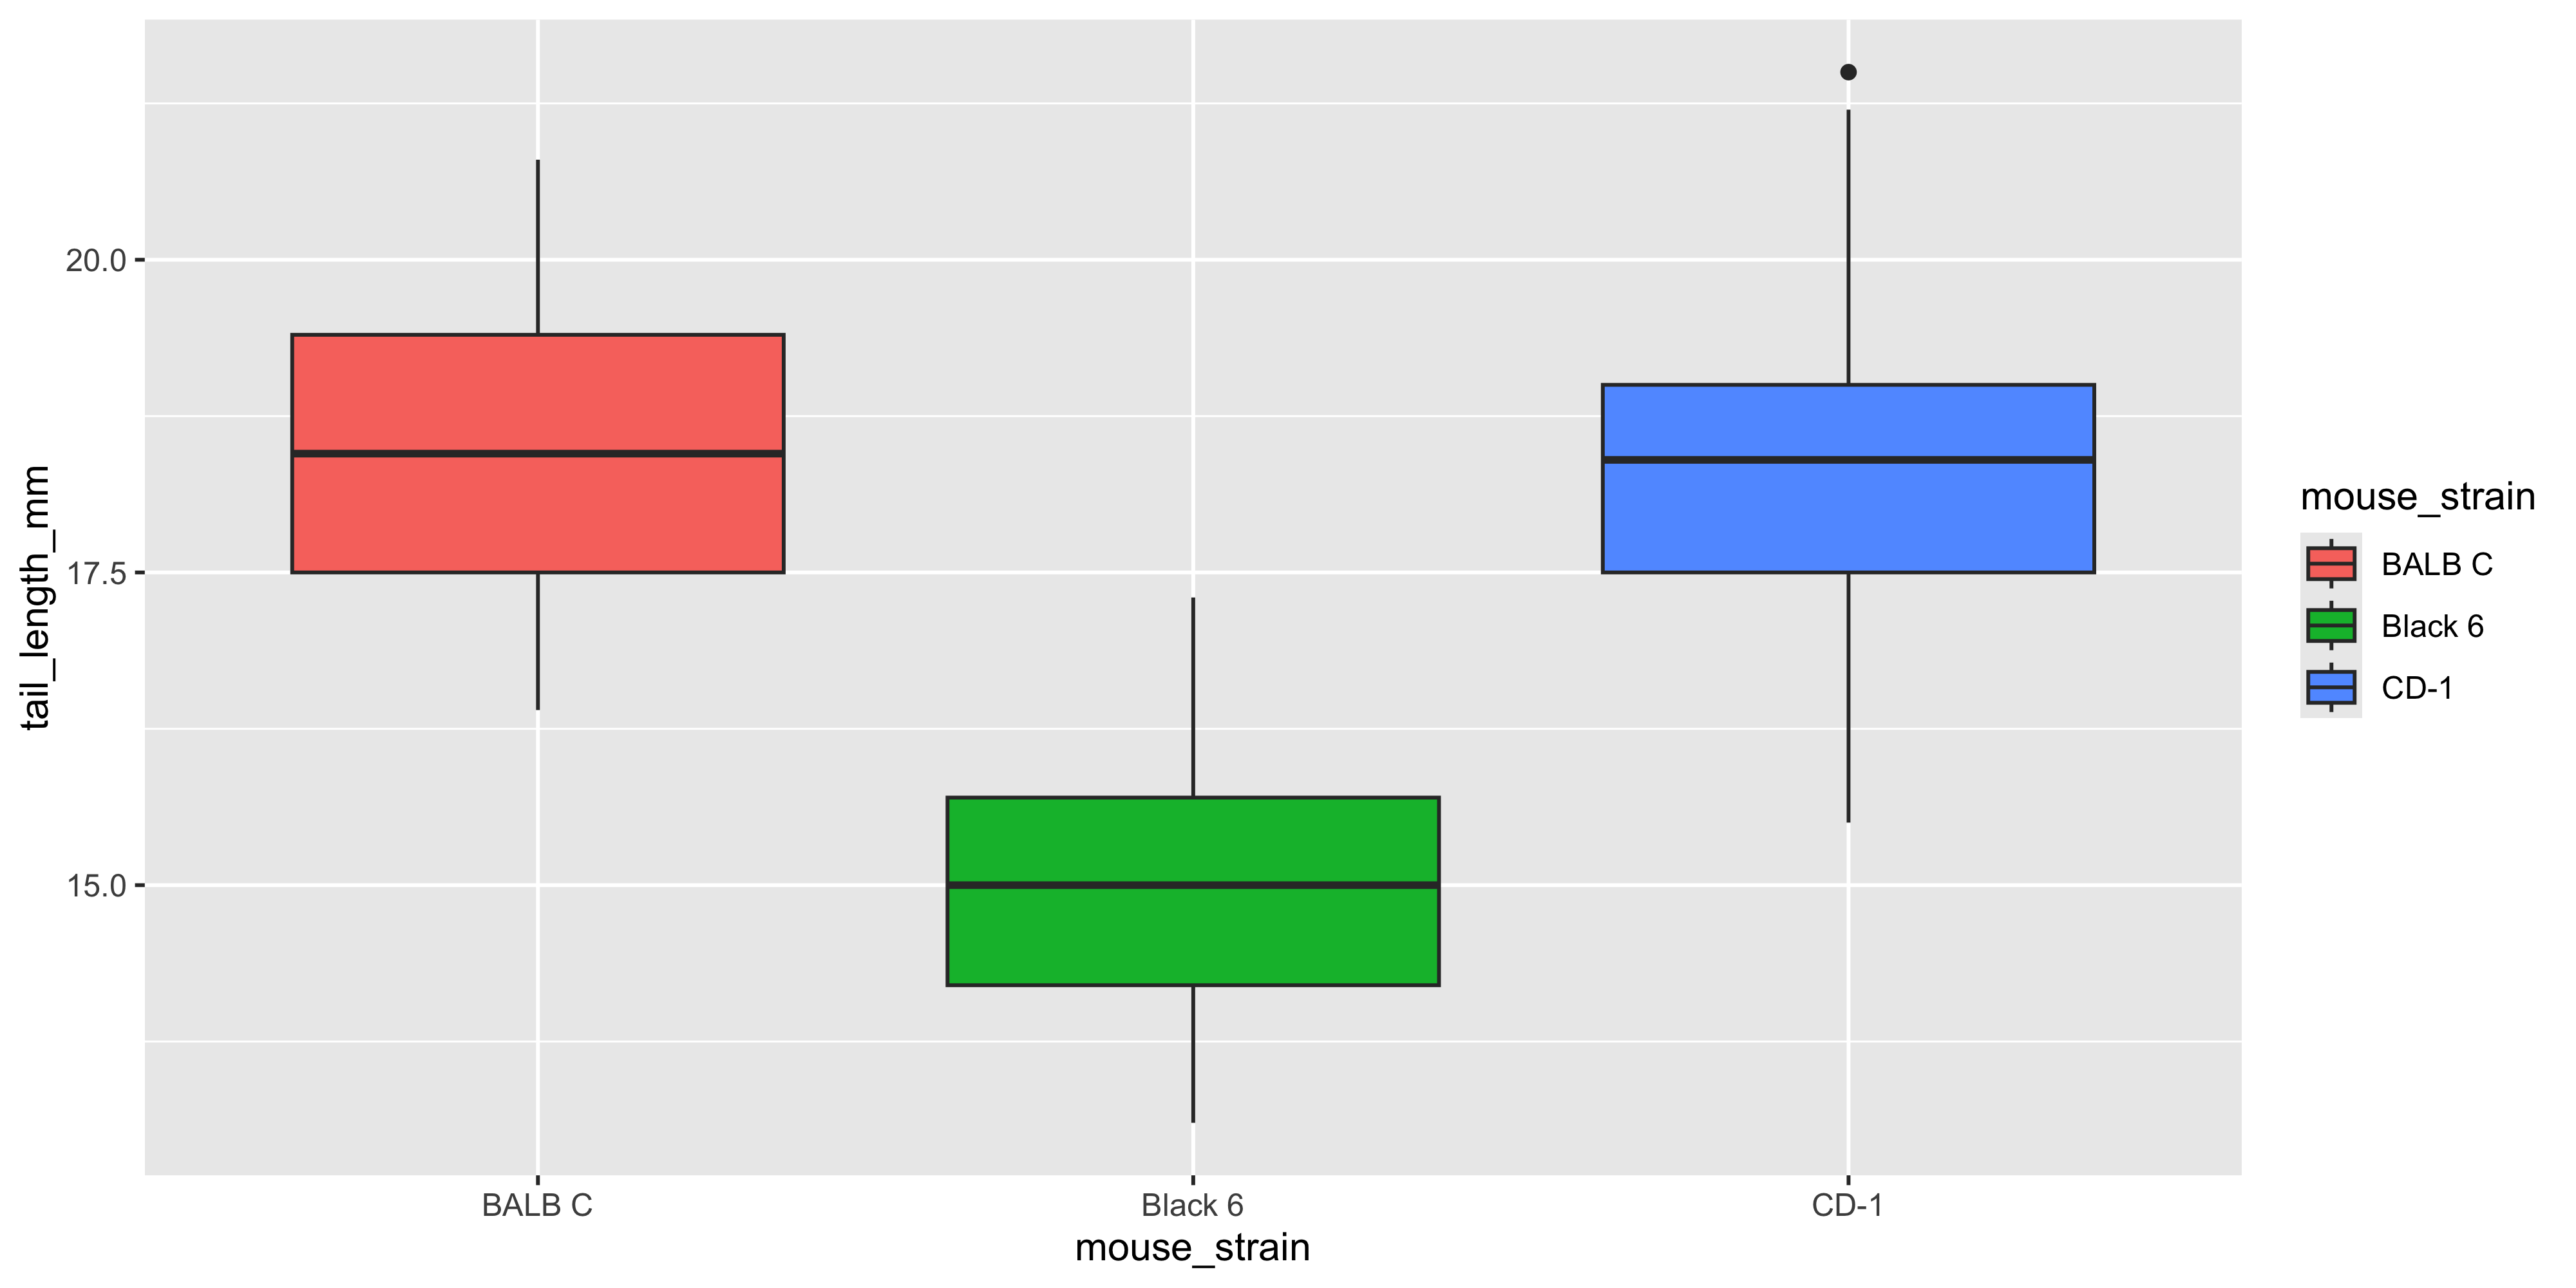 tail_length_mm
20.0
17.5
15.0
BALB C
Black 6
CD-1
mouse_strain
mouse_strain
BALB C
Black 6
CD-1